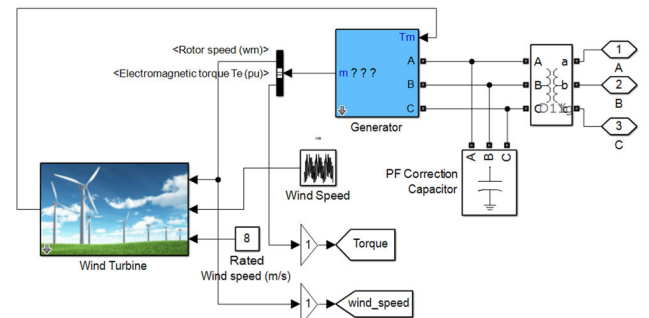 Tm
<Rotor speed (wm)>
A
A
a
1
A
<Electromagnetic torque Te (pu)>
m ? ? ?
B
B
b
2
B
C
C
c
3
C
Generator
A B C
PF Correction
Capacitor
Wind Speed
8
Rated
Wind speed (m/s)
Wind Turbine
1
Torque
1
wind_speed